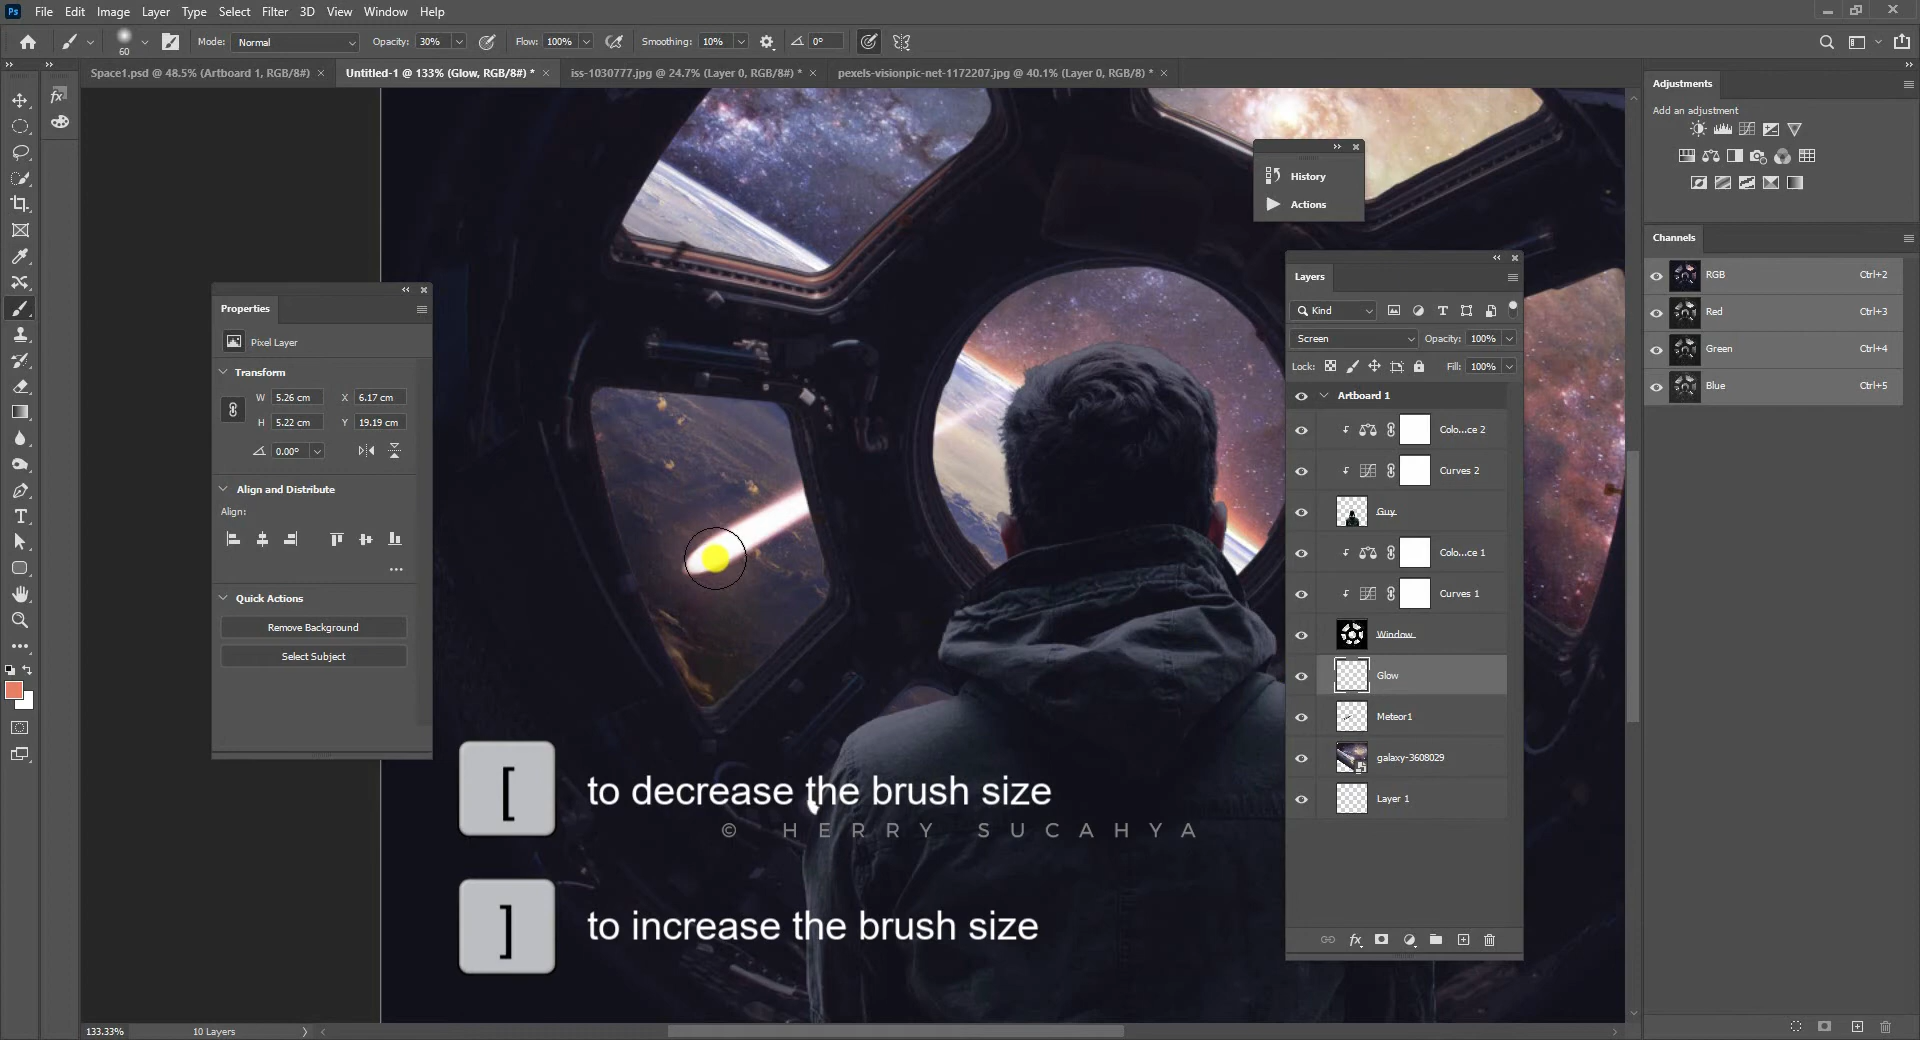 Ps File Edit Image Layer Type Select Filter 3D View Window Help
60 Mode: Normal Opacity: 30% Flow: 100% Smoothing: 10% 0°
Space1.psd @ 48.5% (Artboard 1, RGB/8#) × Untitled-1 @ 133% (Glow, RGB/8#) * × iss-1030777.jpg @ 24.7% (Layer 0, RGB/8#) * × pexels-visionpic-net-1172207.jpg @ 40.1% (Layer 0, RGB/8) * ×
Properties
Pixel Layer
Transform
W 5.26 cm X 6.17 cm
H 5.22 cm Y 19.19 cm
0.00°
Align and Distribute
Align:
Quick Actions
Remove Background
Select Subject
History
Actions
Layers
Kind
Screen Opacity: 100%
Lock: Fill: 100%
Artboard 1
Colo...ce 2
Curves 2
Guy
Colo...ce 1
Curves 1
Window
Glow
Meteor1
galaxy-3608029
Layer 1
Adjustments
Add an adjustment
Channels
RGB Ctrl+2
Red Ctrl+3
Green Ctrl+4
Blue Ctrl+5
[ to decrease the brush size
© HERRY SUCAHYA
] to increase the brush size
133.33% 10 Layers